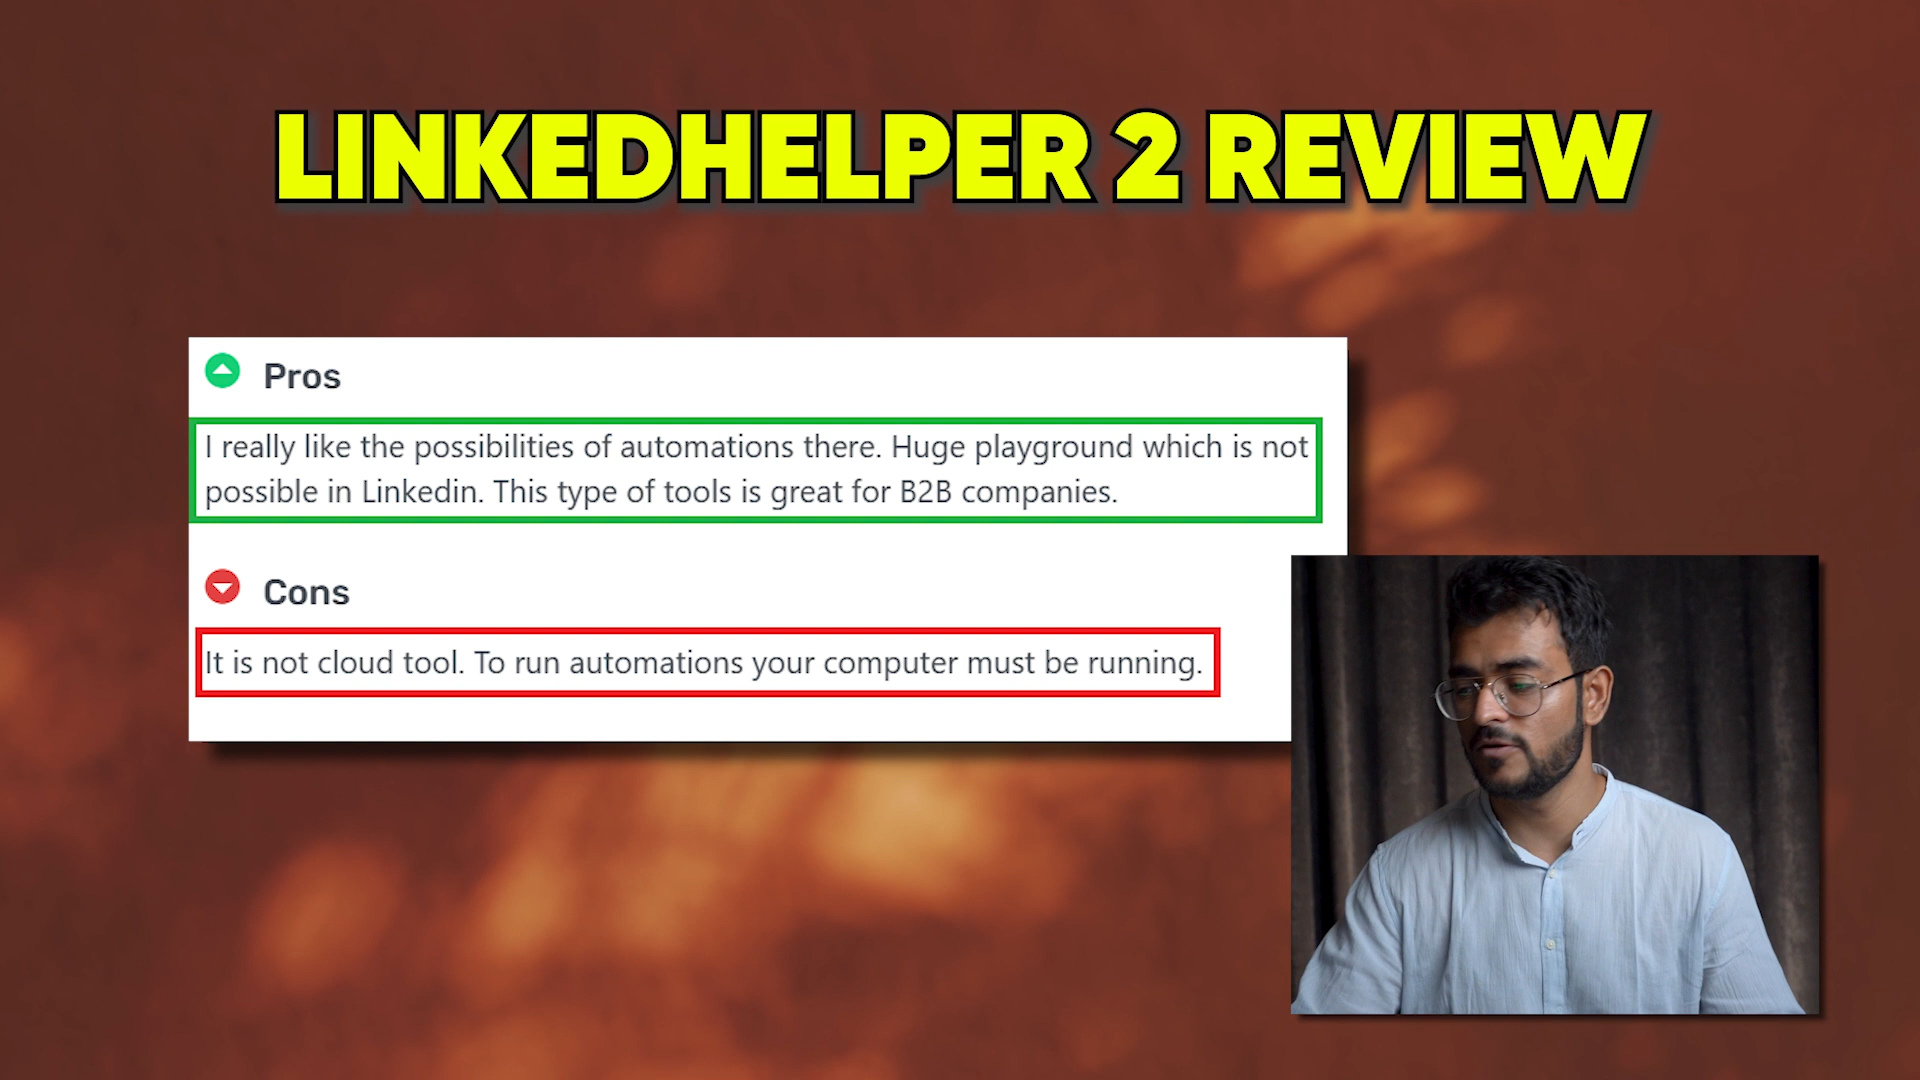 LINKEDHELPER 2 REVIEW
Pros
I really like the possibilities of automations there. Huge playground which is not
possible in Linkedin. This type of tools is great for B2B companies.
Cons
It is not cloud tool. To run automations your computer must be running.